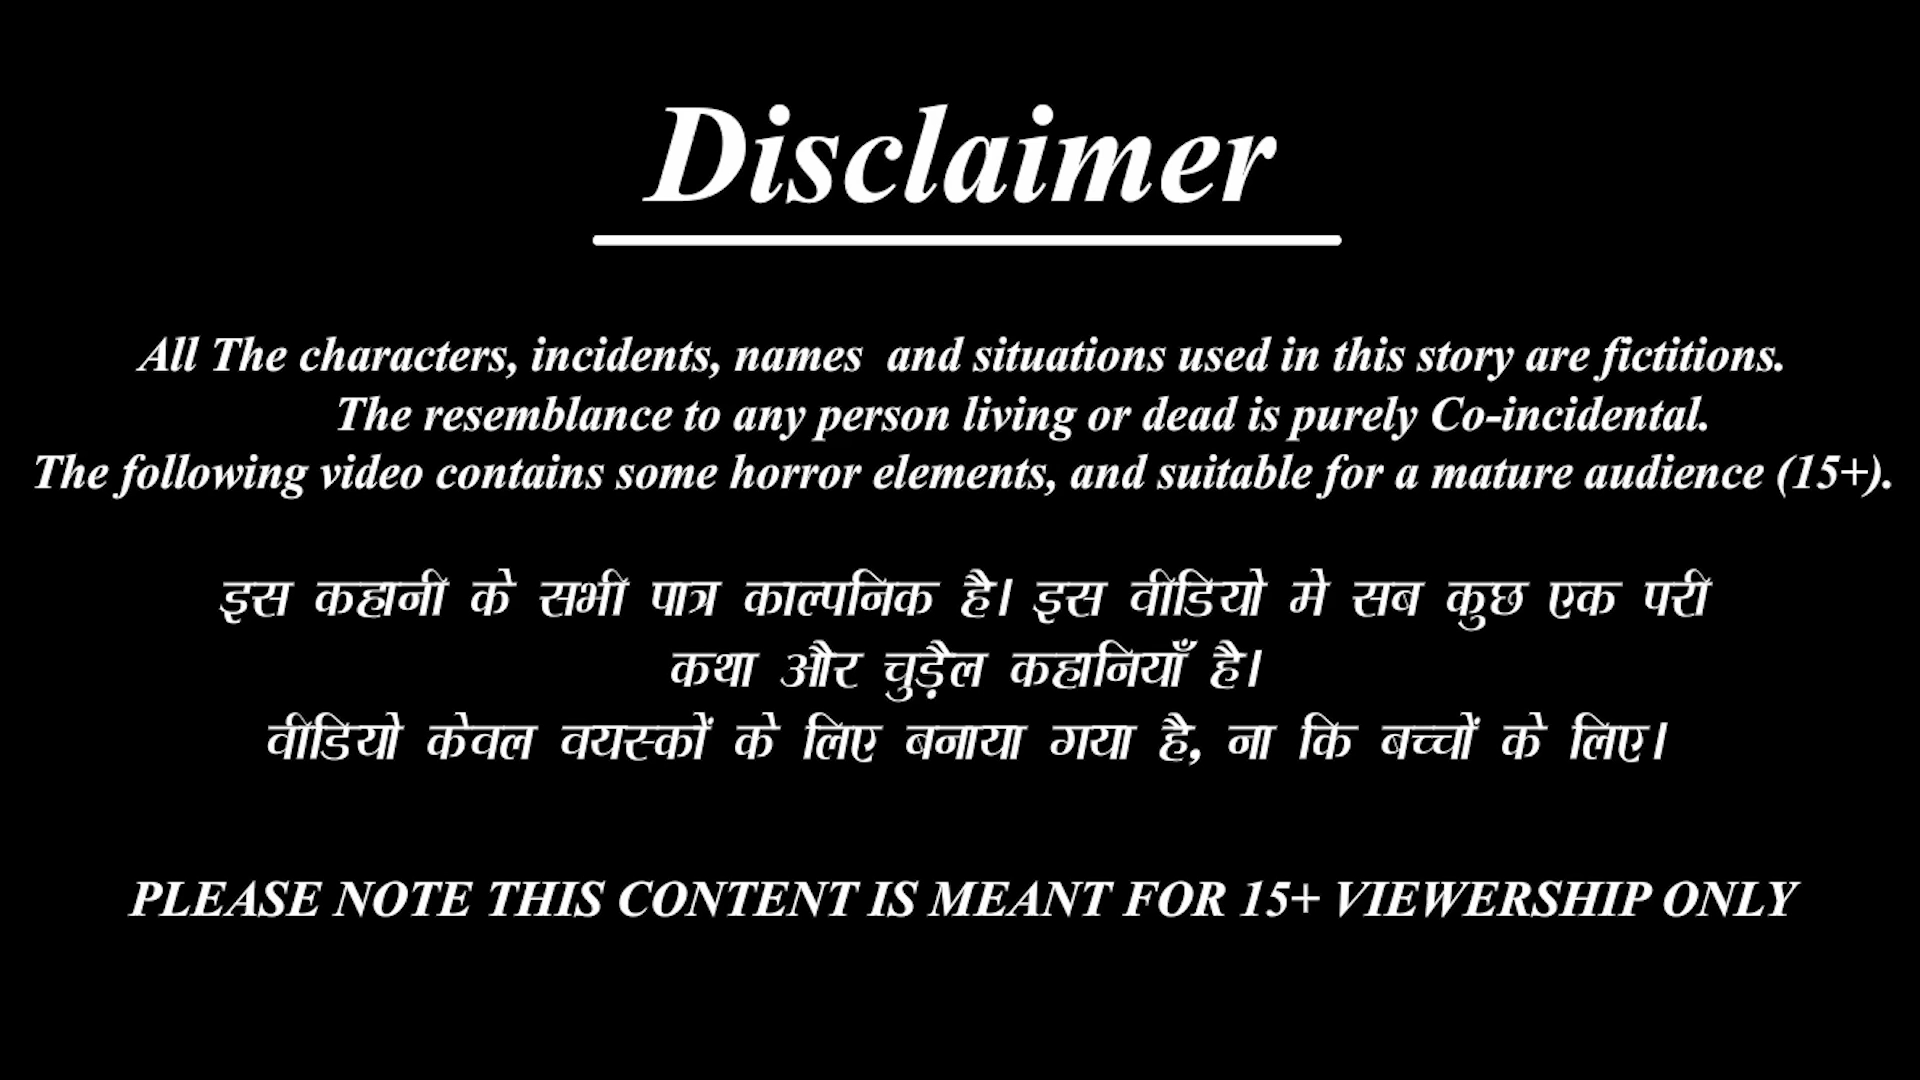 Disclaimer
All The characters, incidents, names and situations used in this story are fictitions.
The resemblance to any person living or dead is purely Co-incidental.
The following video contains some horror elements, and suitable for a mature audience (15+).
इस कहानी के सभी पात्र काल्पनिक है। इस वीडियो मे सब कुछ एक परी
कथा और चुड़ैल कहानियाँ है।
वीडियो केवल वयस्कों के लिए बनाया गया है, ना कि बच्चों के लिए।
PLEASE NOTE THIS CONTENT IS MEANT FOR 15+ VIEWERSHIP ONLY